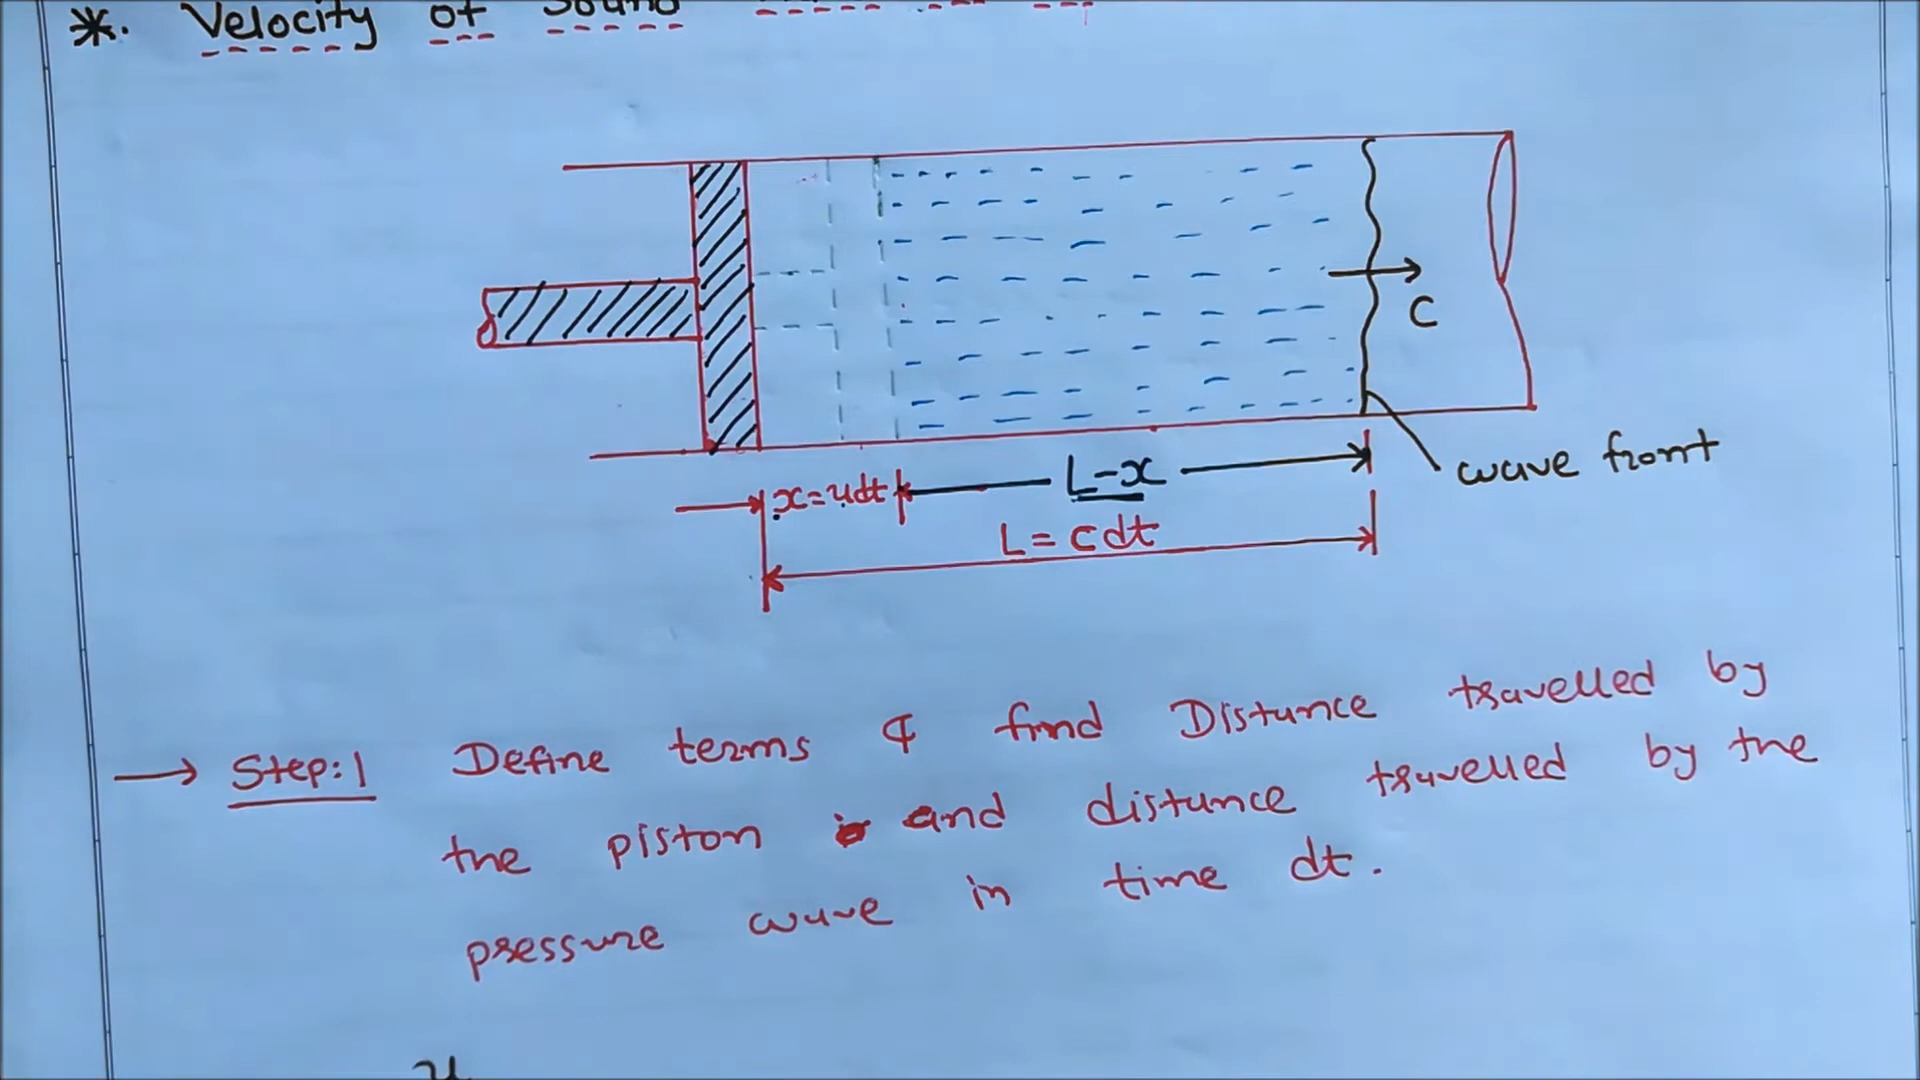 *. Velocity of Sound
C
wave front
x=udt
L-x
L = cdt
→ Step:1 Define terms & find Distance travelled by
the piston and distance travelled by the
pressure wave in time dt.
u